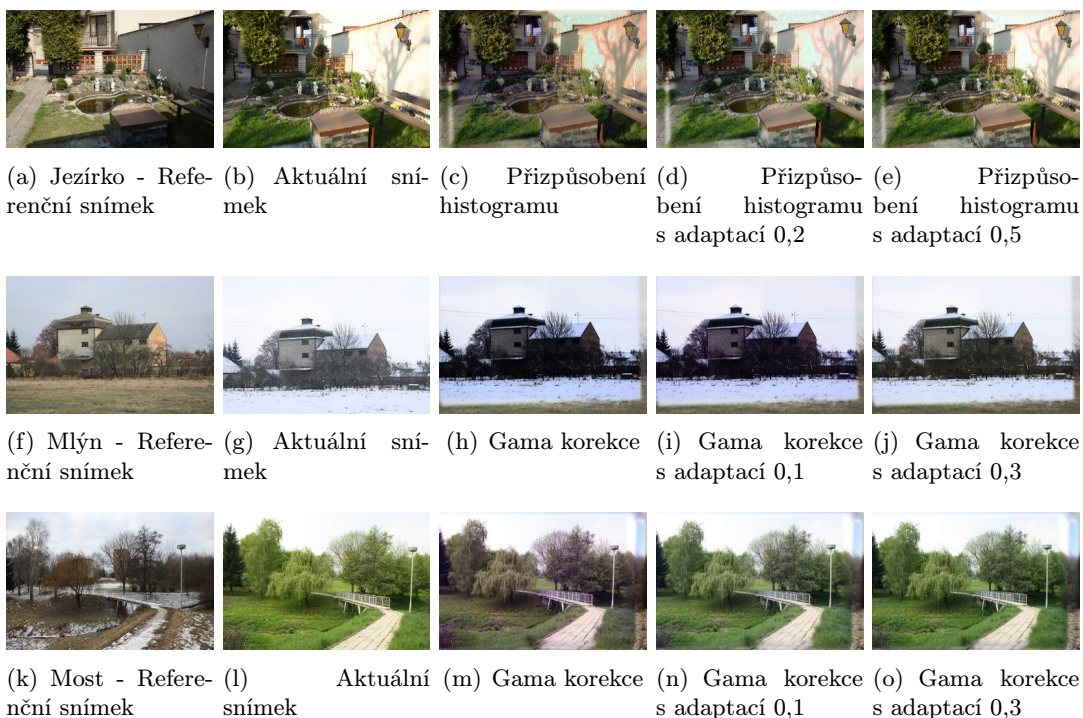 (a) Jezírko - Refe-
renční snímek
(b) Aktuální sní-
mek
(c) Přizpůsobení
histogramu
(d) Přizpůso-
bení histogramu
s adaptací 0,2
(e) Přizpůso-
bení histogramu
s adaptací 0,5
(f) Mlýn - Refere-
nční snímek
(g) Aktuální sní-
mek
(h) Gama korekce
(i) Gama korekce
s adaptací 0,1
(j) Gama korekce
s adaptací 0,3
(k) Most - Refere-
nční snímek
(l) Aktuální
snímek
(m) Gama korekce
(n) Gama korekce
s adaptací 0,1
(o) Gama korekce
s adaptací 0,3